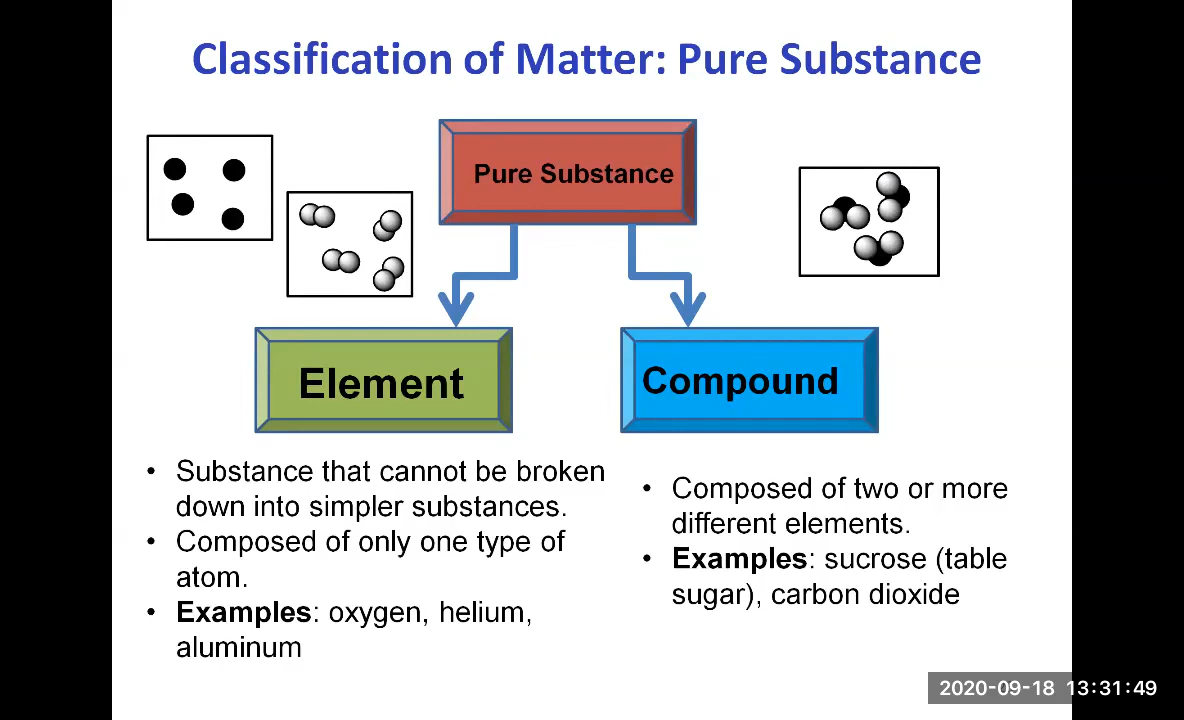 Classification of Matter: Pure Substance
Pure Substance
Element
Compound
• Substance that cannot be broken
down into simpler substances.
• Composed of only one type of
atom.
• Examples: oxygen, helium,
aluminum
• Composed of two or more
different elements.
• Examples: sucrose (table
sugar), carbon dioxide
2020-09-18 13:31:49